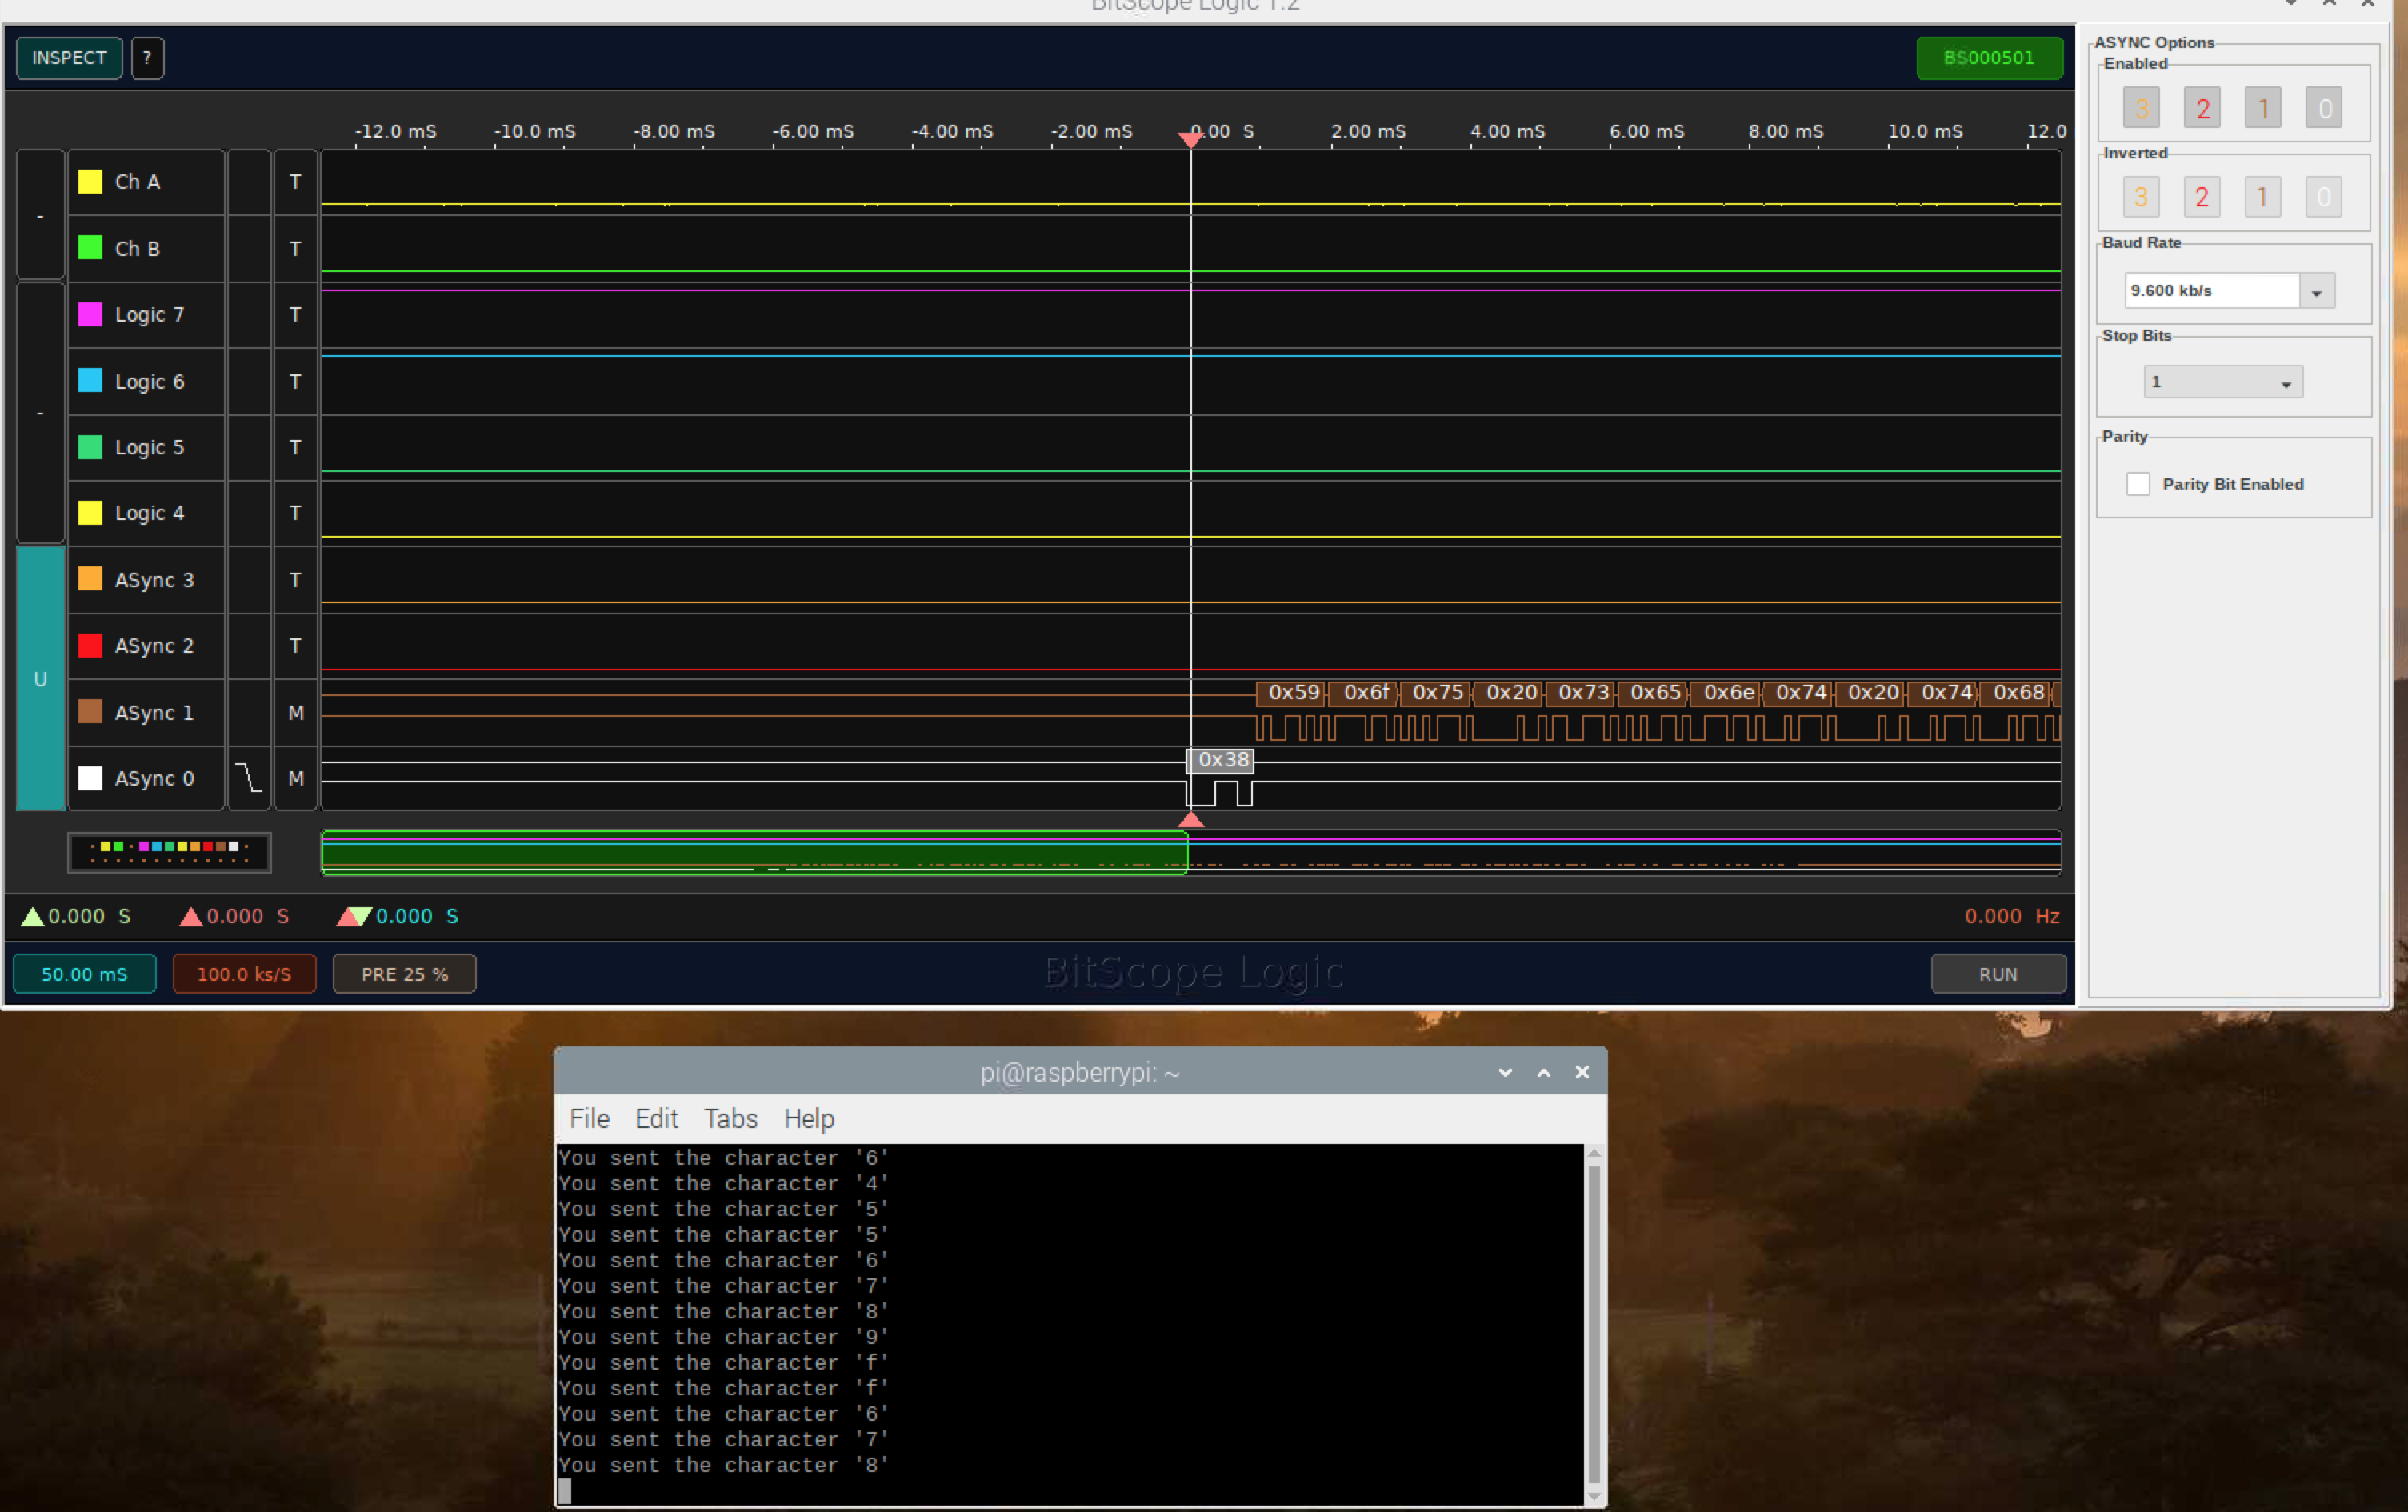 BitScope Logic 1.2
INSPECT ? BS000501
-12.0 mS -10.0 mS -8.00 mS -6.00 mS -4.00 mS -2.00 mS 0.00 S 2.00 mS 4.00 mS 6.00 mS 8.00 mS 10.0 mS 12.0
- Ch A T
Ch B T
- Logic 7 T
Logic 6 T
Logic 5 T
Logic 4 T
U ASync 3 T
ASync 2 T
ASync 1 M 0x59 0x6f 0x75 0x20 0x73 0x65 0x6e 0x74 0x20 0x74 0x68
ASync 0 M 0x38
0.000 S 0.000 S 0.000 S 0.000 Hz
50.00 mS 100.0 ks/S PRE 25 % BitScope Logic RUN
ASYNC Options
Enabled
3 2 1 0
Inverted
3 2 1 0
Baud Rate
9.600 kb/s
Stop Bits
1
Parity
Parity Bit Enabled
pi@raspberrypi: ~
File Edit Tabs Help
You sent the character '6'
You sent the character '4'
You sent the character '5'
You sent the character '5'
You sent the character '6'
You sent the character '7'
You sent the character '8'
You sent the character '9'
You sent the character 'f'
You sent the character 'f'
You sent the character '6'
You sent the character '7'
You sent the character '8'